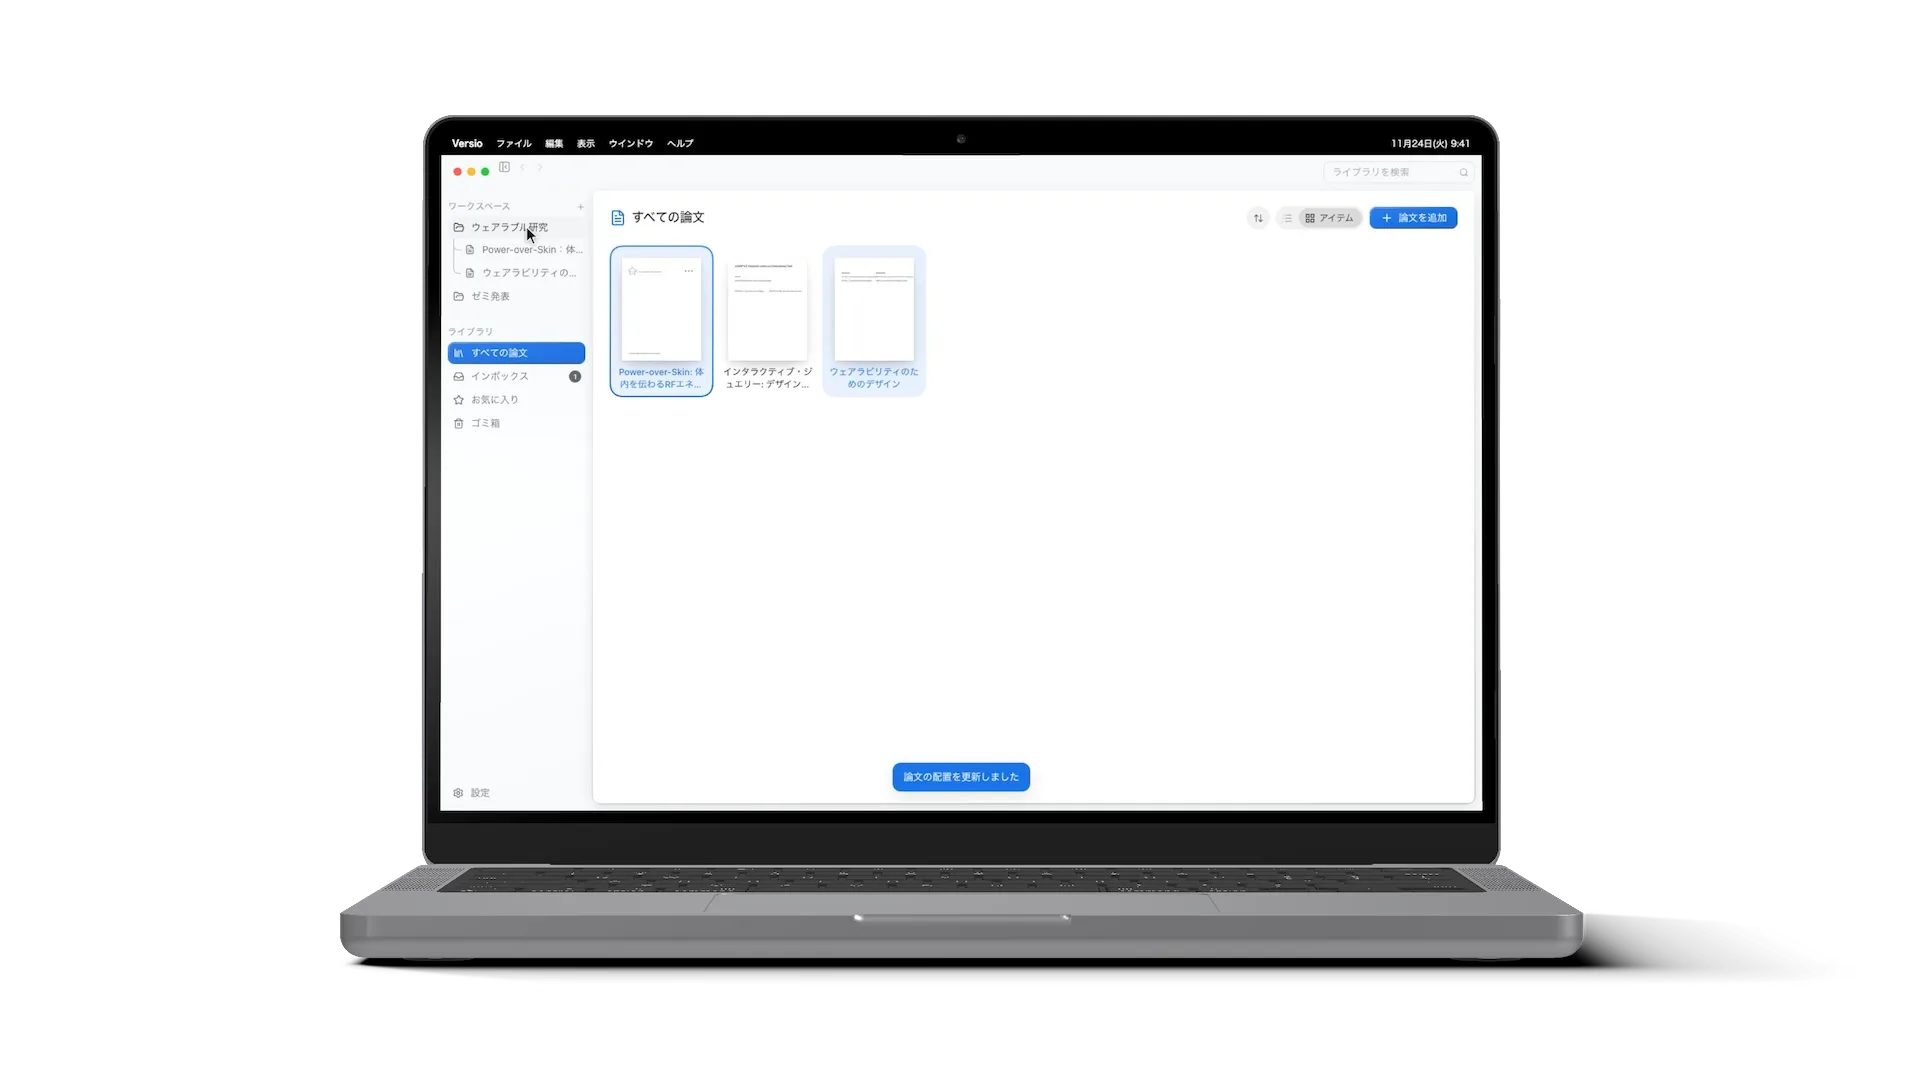 Versio ファイル 編集 表示 ウインドウ ヘルプ
11月24日(火) 9:41
ライブラリを検索
ワークスペース
ウェアラブル研究
Power-over-Skin：体...
ウェアラビリティの...
ゼミ発表
ライブラリ
すべての論文
インボックス 1
お気に入り
ゴミ箱
設定
すべての論文
アイテム
論文を追加
Power-over-Skin: 体
内を伝わるRFエネ...
インタラクティブ・ジ
ュエリー: デザイン...
ウェアラビリティのた
めのデザイン
論文の配置を更新しました